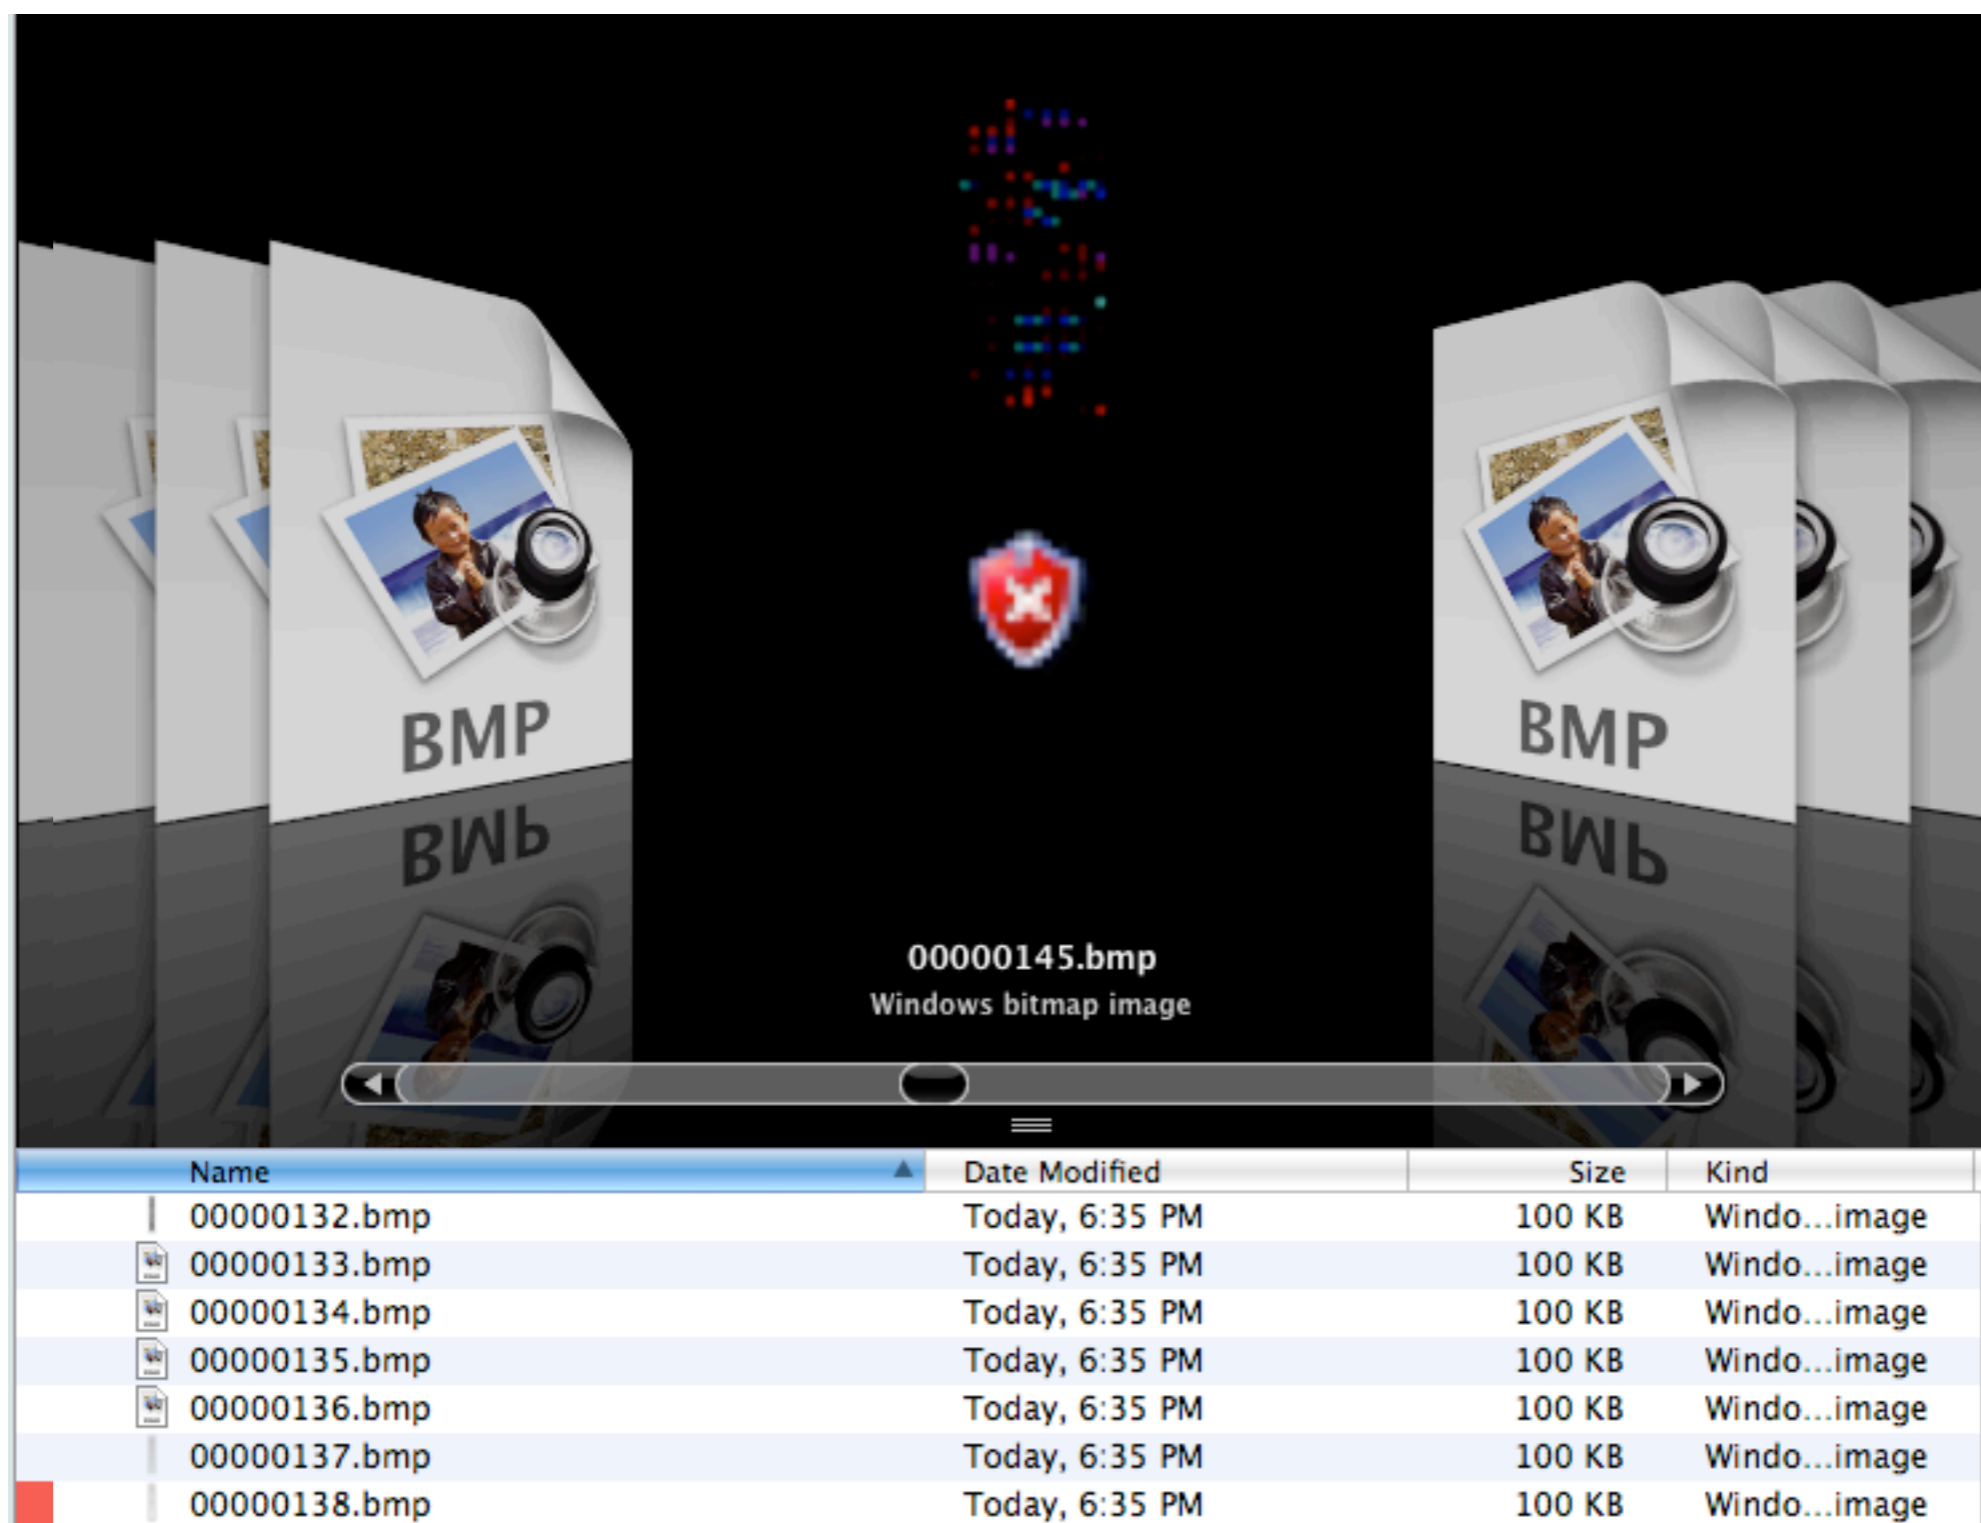 BMP
BMP
00000145.bmp
Windows bitmap image
Name Date Modified Size Kind
00000132.bmp Today, 6:35 PM 100 KB Windo...image
00000133.bmp Today, 6:35 PM 100 KB Windo...image
00000134.bmp Today, 6:35 PM 100 KB Windo...image
00000135.bmp Today, 6:35 PM 100 KB Windo...image
00000136.bmp Today, 6:35 PM 100 KB Windo...image
00000137.bmp Today, 6:35 PM 100 KB Windo...image
00000138.bmp Today, 6:35 PM 100 KB Windo...image